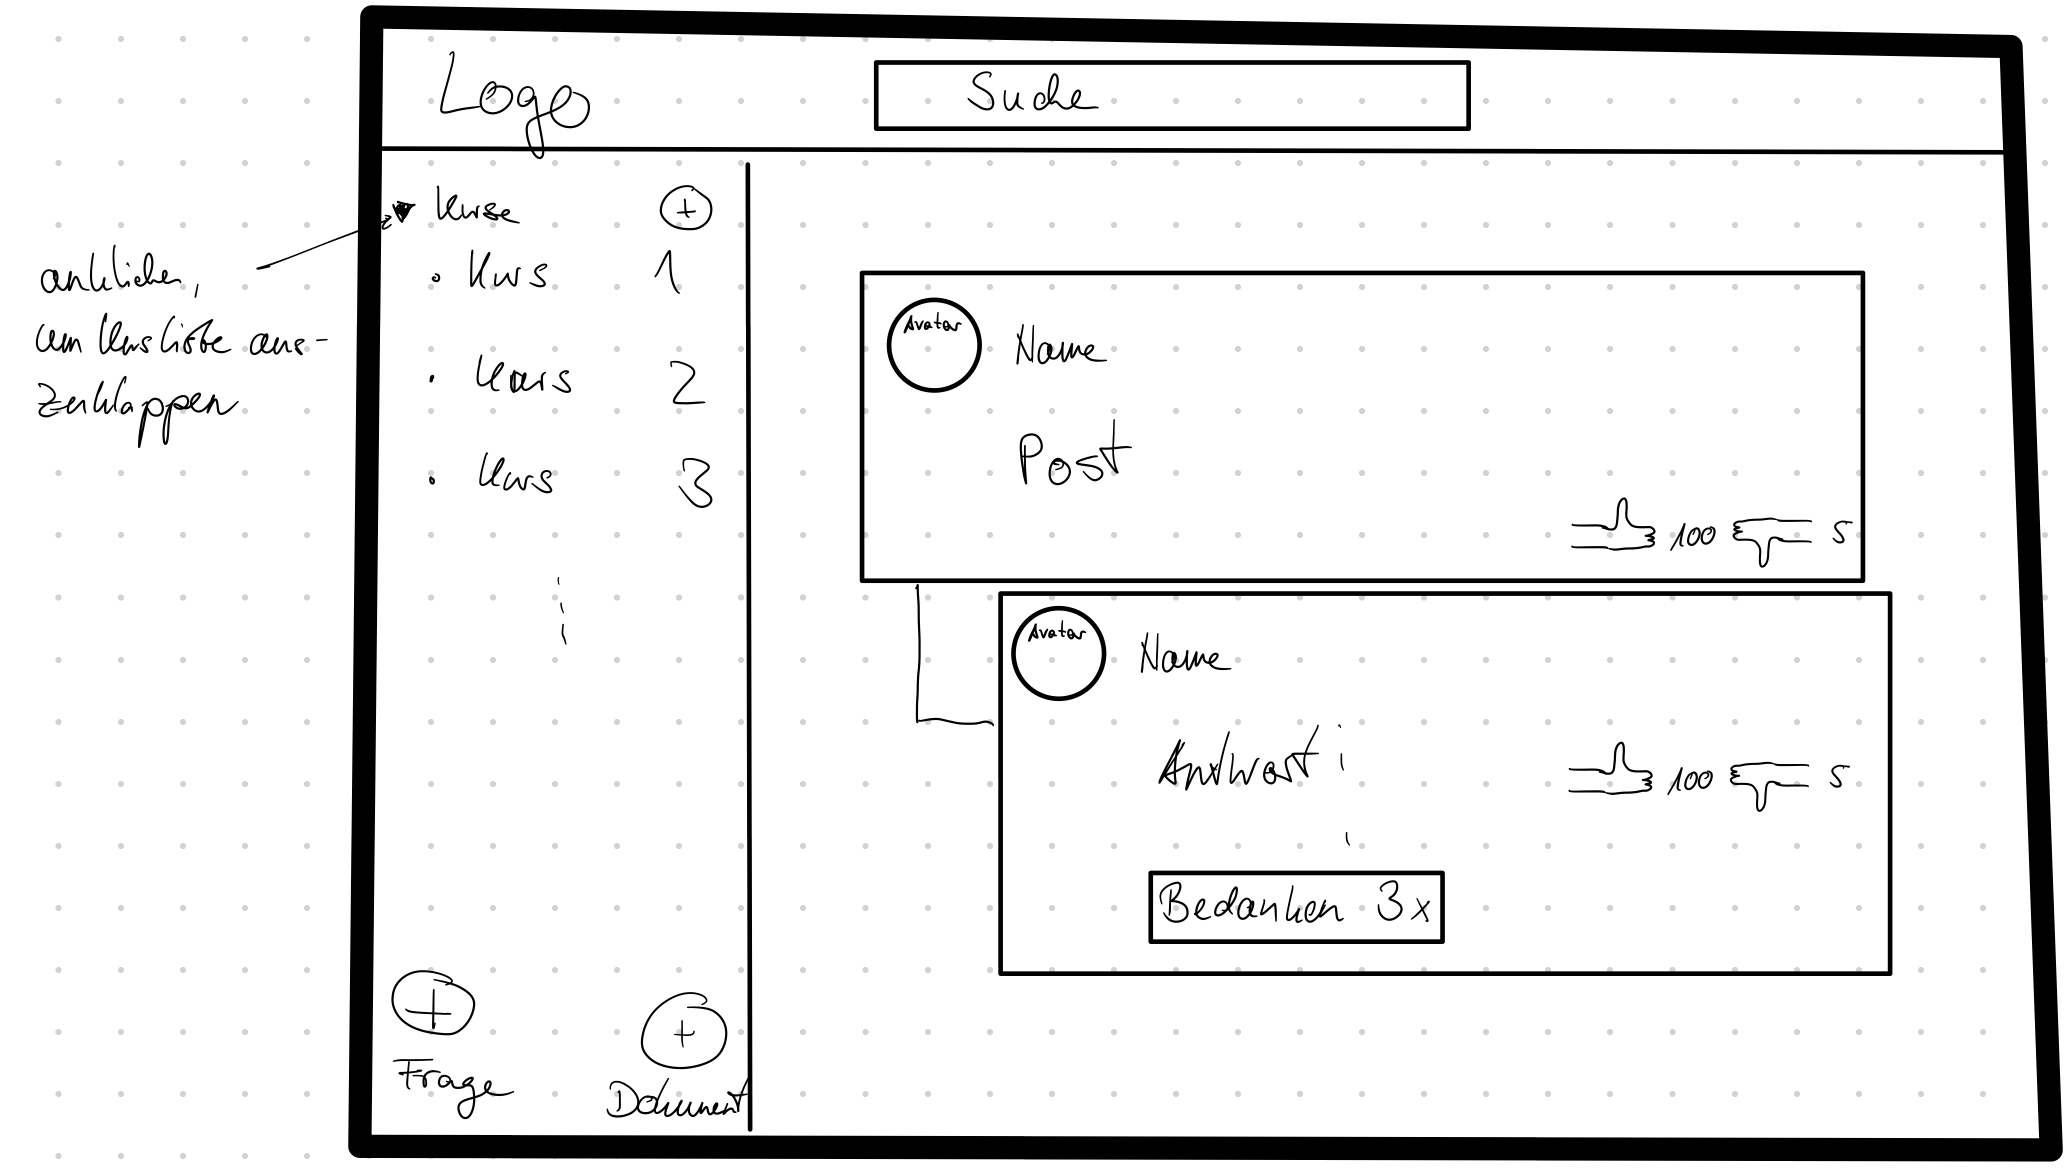 Logo
Suche
Kurse +
anklicken,
um Kursliste aus-
zuklappen
• Kurs 1
• Kurs 2
• Kurs 3
Avatar
Name
Post
100 5
Avatar
Name
Antwort
100 5
Bedanken 3x
+
Frage
+
Dokument